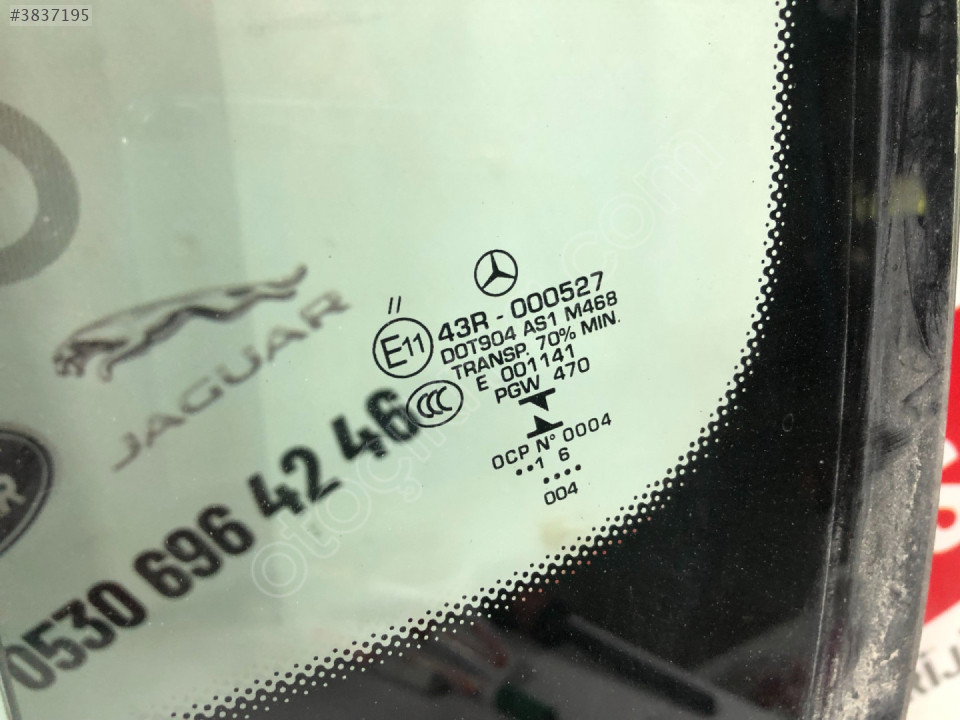 #3837195
JAGUAR
0530 696 42 46
II
E11
43R - 000527
DOT904 AS1 M468
TRANSP. 70% MIN.
E 001141
PGW 470
CCC
OCP N° 0004
..1 6
....
004